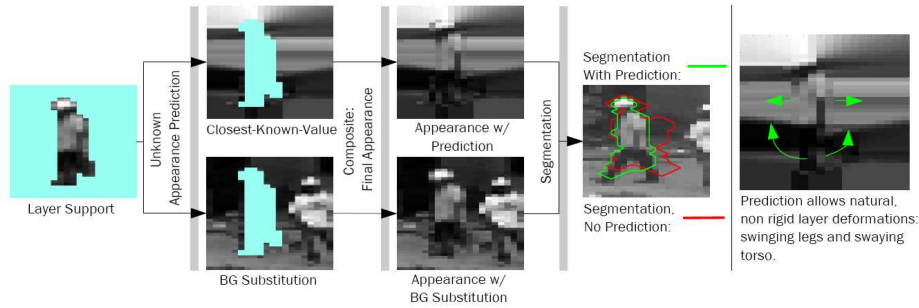 Layer Support
Unknown
Appearance Prediction
Closest-Known-Value
BG Substitution
Composite:
Final Appearance
Appearance w/
Prediction
Appearance w/
BG Substitution
Segmentation
Segmentation
With Prediction:
Segmentation,
No Prediction:
Prediction allows natural,
non rigid layer deformations:
swinging legs and swaying
torso.